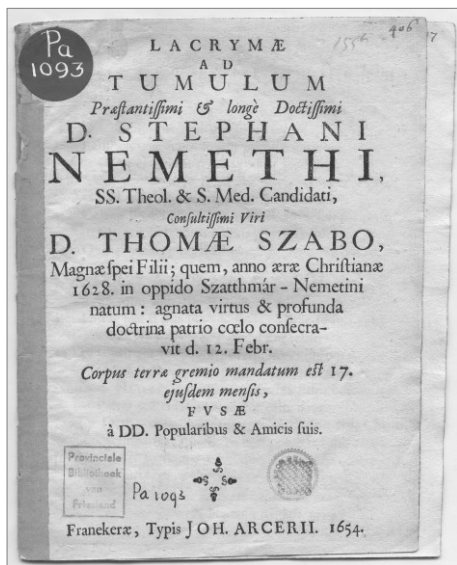 Pa
1093
406
LACRYMÆ
AD
TUMULUM
Præſtantiſſimi & longè Doctiſſimi
D. STEPHANI
NEMETHI,
SS. Theol. & S. Med. Candidati,
Conſultiſſimi Viri
D. THOMÆ SZABO,
Magnæ ſpei Filii; quem, anno æræ Chriſtianæ
1628. in oppido Szatthmár - Nemetini
natum: agnata virtus & profunda
doctrina patrio cœlo conſecra-
vit d. 12. Febr.
Corpus terræ gremio mandatum eſt 17.
ejuſdem menſis,
FVSÆ
à DD. Popularibus & Amicis ſuis.
Provinciale
Bibliotheek
van
Friesland
Pa 1093
Franekeræ, Typis JOH. ARCERII. 1654.